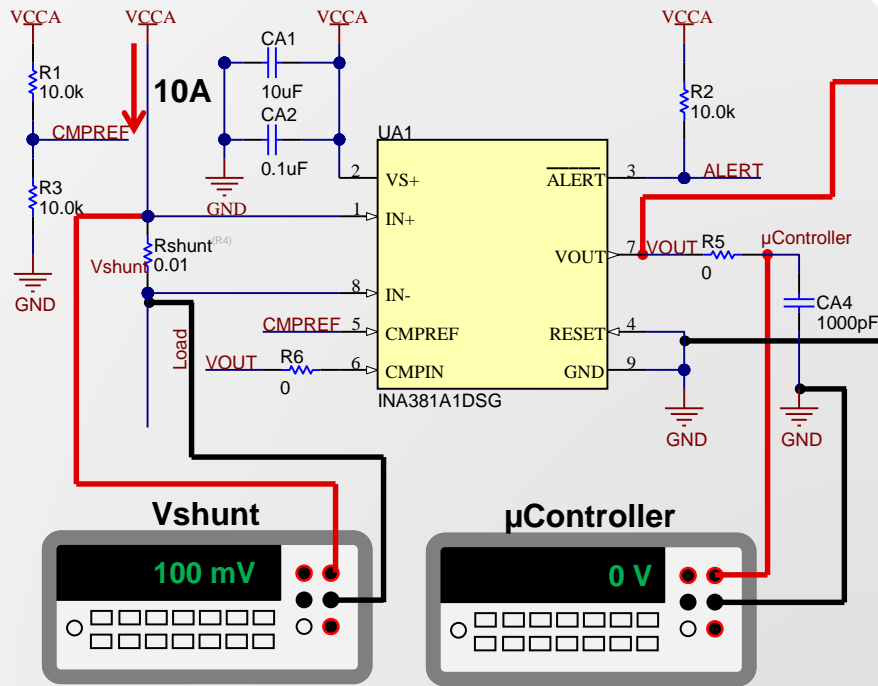 VCCA
VCCA
VCCA
VCCA
R1
10.0k
CMPREF
R3
10.0k
GND
10A
CA1
10uF
CA2
0.1uF
GND
R2
10.0k
ALERT
UA1
2
VS+
1
IN+
8
IN-
5
CMPREF
6
CMPIN
ALERT
3
VOUT
7
RESET
4
GND
9
INA381A1DSG
Rshunt
(R4)
0.01
Vshunt
Load
CMPREF
VOUT
R6
0
VOUT
R5
0
µController
CA4
1000pF
GND
GND
Vshunt
100 mV
µController
0 V